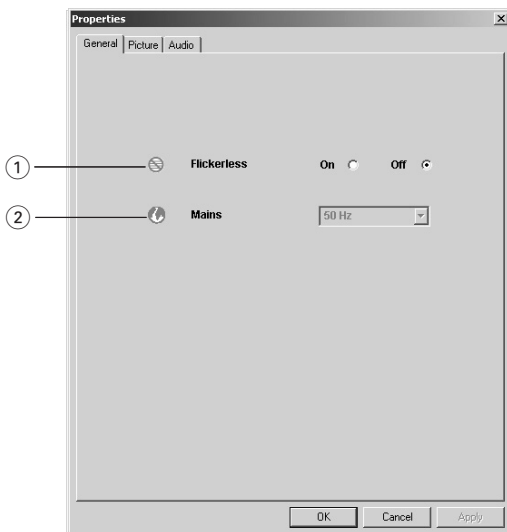 Properties
General Picture Audio
1 Flickerless On Off
2 Mains 50 Hz
OK Cancel Apply